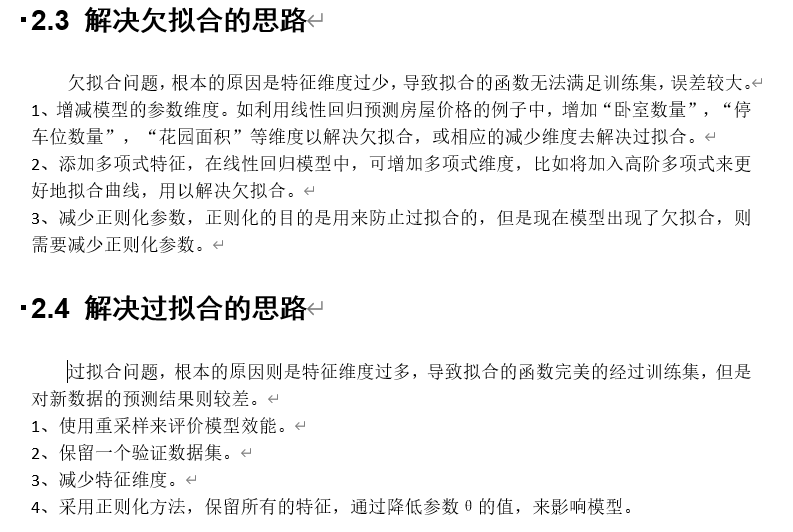 2.3 解决欠拟合的思路
欠拟合问题，根本的原因是特征维度过少，导致拟合的函数无法满足训练集，误差较大。
1、增减模型的参数维度。如利用线性回归预测房屋价格的例子中，增加“卧室数量”，“停
车位数量”，“花园面积”等维度以解决欠拟合，或相应的减少维度去解决过拟合。
2、添加多项式特征，在线性回归模型中，可增加多项式维度，比如将加入高阶多项式来更
好地拟合曲线，用以解决欠拟合。
3、减少正则化参数，正则化的目的是用来防止过拟合的，但是现在模型出现了欠拟合，则
需要减少正则化参数。
2.4 解决过拟合的思路
过拟合问题，根本的原因则是特征维度过多，导致拟合的函数完美的经过训练集，但是
对新数据的预测结果则较差。
1、使用重采样来评价模型效能。
2、保留一个验证数据集。
3、减少特征维度。
4、采用正则化方法，保留所有的特征，通过降低参数 θ 的值，来影响模型。